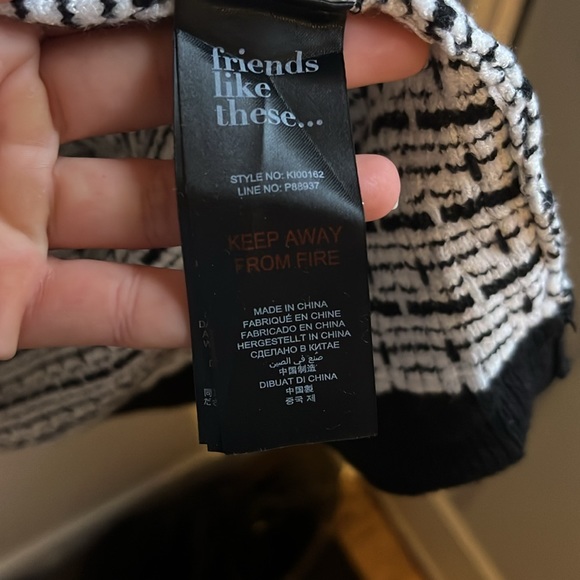 friends
like
these...
STYLE NO: KI00162
LINE NO: P88937
KEEP AWAY
FROM FIRE
MADE IN CHINA
FABRIQUÉ EN CHINE
FABRICADO EN CHINA
HERGESTELLT IN CHINA
СДЕЛАНО В КИТАЕ
صنع في الصين
中国制造
DIBUAT DI CHINA
中國製
중국 제